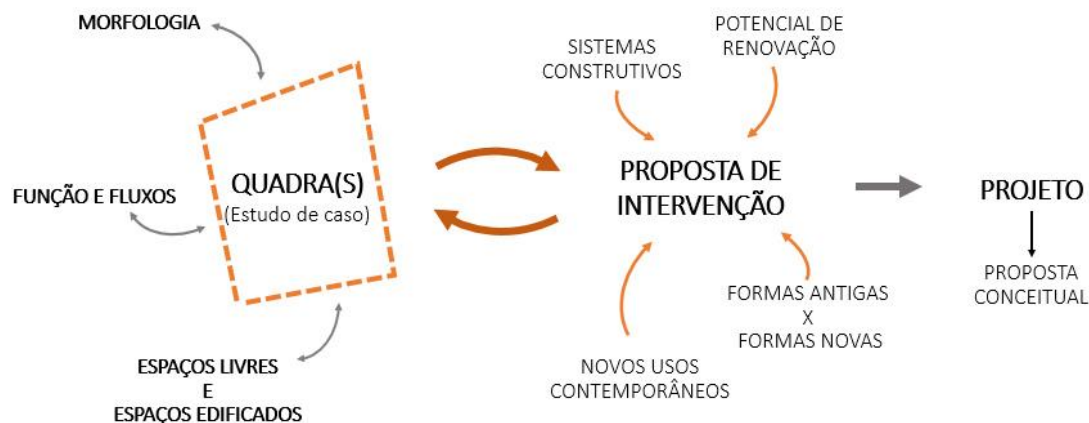 MORFOLOGIA
FUNÇÃO E FLUXOS
ESPAÇOS LIVRES
E
ESPAÇOS EDIFICADOS
QUADRA(S)
(Estudo de caso)
SISTEMAS
CONSTRUTIVOS
POTENCIAL DE
RENOVAÇÃO
PROPOSTA DE
INTERVENÇÃO
NOVOS USOS
CONTEMPORÂNEOS
FORMAS ANTIGAS
X
FORMAS NOVAS
PROJETO
PROPOSTA
CONCEITUAL